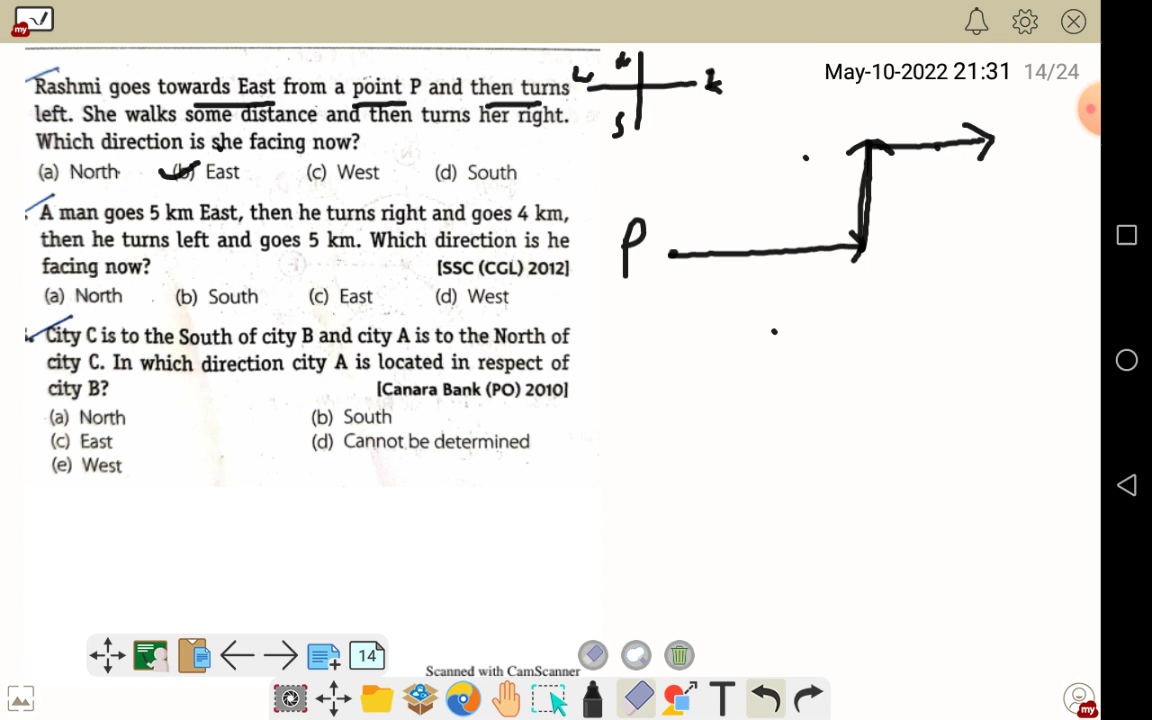 my
May-10-2022 21:31 14/24
Rashmi goes towards East from a point P and then turns
left. She walks some distance and then turns her right.
Which direction is she facing now?
(a) North (b) East (c) West (d) South
A man goes 5 km East, then he turns right and goes 4 km,
then he turns left and goes 5 km. Which direction is he
facing now? [SSC (CGL) 2012]
(a) North (b) South (c) East (d) West
City C is to the South of city B and city A is to the North of
city C. In which direction city A is located in respect of
city B? [Canara Bank (PO) 2010]
(a) North (b) South
(c) East (d) Cannot be determined
(e) West
S
P
14
Scanned with CamScanner
T
my